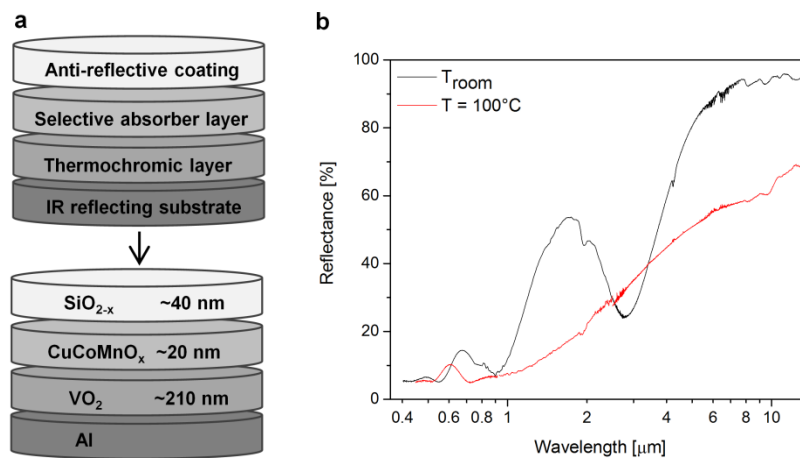 a
Anti-reflective coating
Selective absorber layer
Thermochromic layer
IR reflecting substrate
SiO₂₋ₓ ~40 nm
CuCoMnOₓ ~20 nm
VO₂ ~210 nm
Al
b
T_room
T = 100°C
Reflectance [%]
100
80
60
40
20
0
0.4 0.6 0.8 1 2 4 6 8 10
Wavelength [µm]